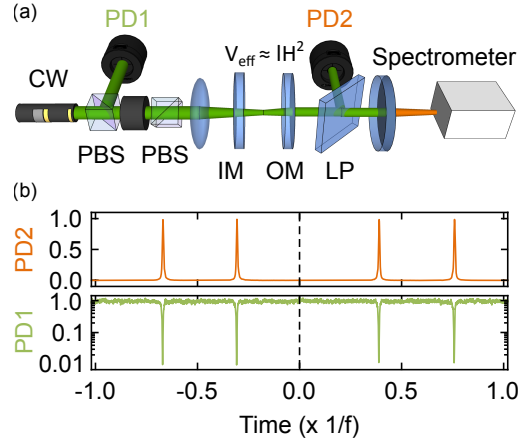 (a)
PD1
PD2
V_eff ≈ IH²
Spectrometer
CW
PBS
PBS
IM
OM
LP
(b)
PD2
1.0
0.5
0.0
PD1
1.0
0.1
0.01
-1.0
-0.5
0.0
0.5
1.0
Time (x 1/f)